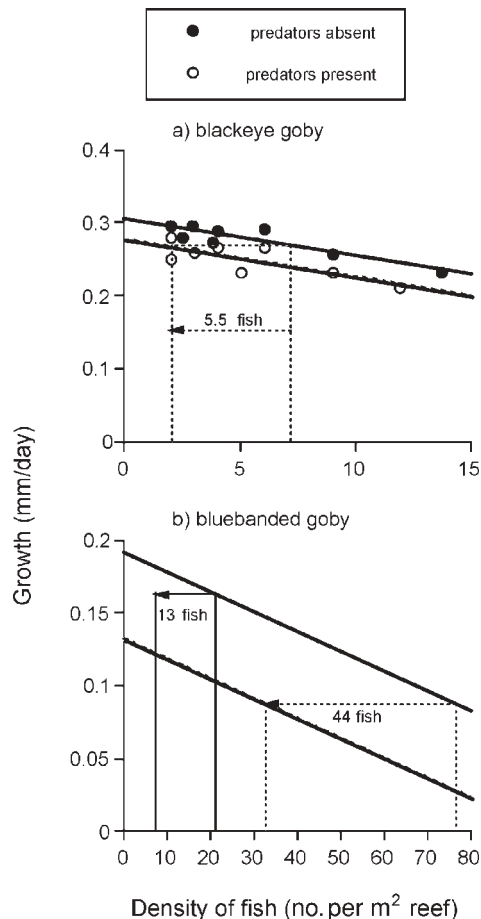 predators absent
predators present
a) blackeye goby
0.4
0.3
0.2
0.1
0
5.5 fish
0 5 10 15
Growth (mm/day)
b) bluebanded goby
0.2
0.15
0.1
0.05
0
13 fish
44 fish
0 10 20 30 40 50 60 70 80
Density of fish (no. per m² reef)